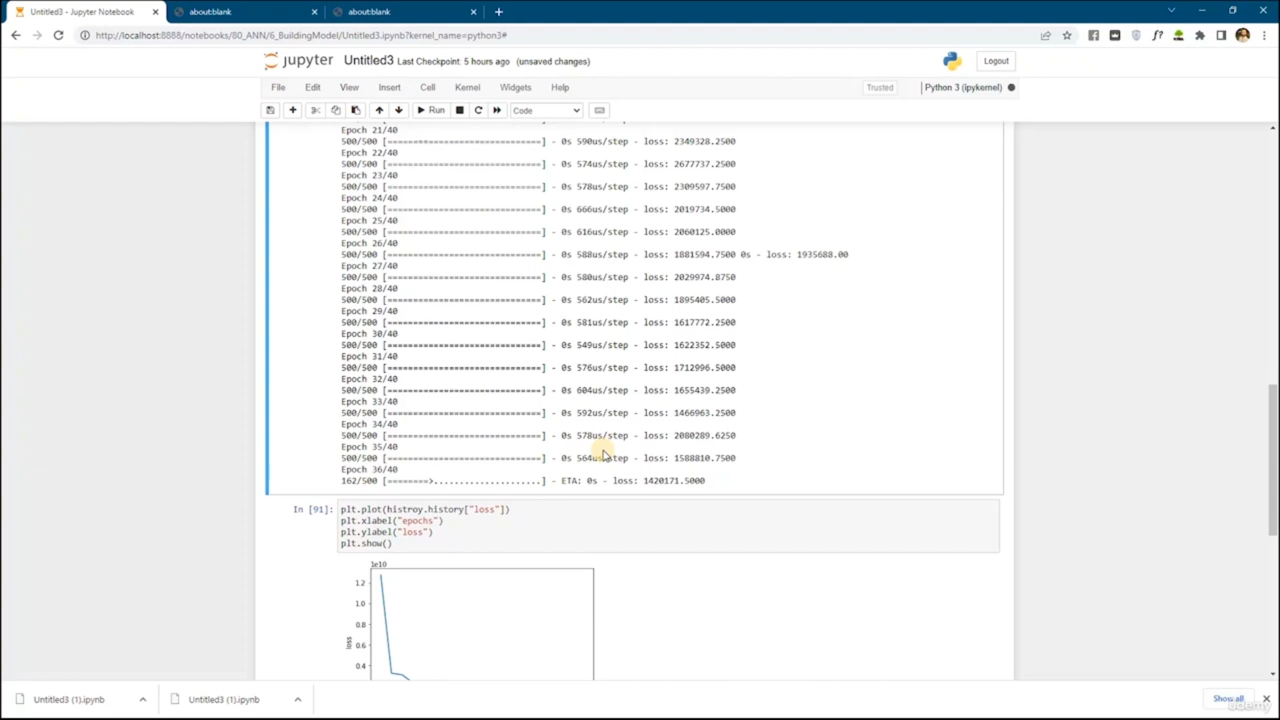 Untitled3 - Jupyter Notebook
about:blank
about:blank
http://localhost:8888/notebooks/80_ANN/6_BuildingModel/Untitled3.ipynb?kernel_name=python3#
jupyter Untitled3 Last Checkpoint 5 hours ago (unsaved changes)
Logout
File Edit View Insert Cell Kernel Widgets Help
Trusted
Python 3 (ipykernel)
Run
Code
Epoch 21/40
500/500 [==============================] - 0s 590us/step - loss: 2349328.2500
Epoch 22/40
500/500 [==============================] - 0s 574us/step - loss: 2677737.2500
Epoch 23/40
500/500 [==============================] - 0s 578us/step - loss: 2309597.7500
Epoch 24/40
500/500 [==============================] - 0s 666us/step - loss: 2019734.5000
Epoch 25/40
500/500 [==============================] - 0s 616us/step - loss: 2060125.0000
Epoch 26/40
500/500 [==============================] - 0s 588us/step - loss: 1881594.7500 0s - loss: 1935688.00
Epoch 27/40
500/500 [==============================] - 0s 580us/step - loss: 2029974.8750
Epoch 28/40
500/500 [==============================] - 0s 562us/step - loss: 1895405.5000
Epoch 29/40
500/500 [==============================] - 0s 581us/step - loss: 1617772.2500
Epoch 30/40
500/500 [==============================] - 0s 549us/step - loss: 1622352.5000
Epoch 31/40
500/500 [==============================] - 0s 576us/step - loss: 1712996.5000
Epoch 32/40
500/500 [==============================] - 0s 604us/step - loss: 1655439.2500
Epoch 33/40
500/500 [==============================] - 0s 592us/step - loss: 1466963.2500
Epoch 34/40
500/500 [==============================] - 0s 578us/step - loss: 2080289.6250
Epoch 35/40
500/500 [==============================] - 0s 564us/step - loss: 1588810.7500
Epoch 36/40
162/500 [========>.....................] - ETA: 0s - loss: 1420171.5000
In [91]:
plt.plot(histroy.history["loss"])
plt.xlabel("epochs")
plt.ylabel("loss")
plt.show()
1e10
1.2
1.0
0.8
0.6
0.4
loss
Untitled3 (1).ipynb
Untitled3 (1).ipynb
Show all
udemy